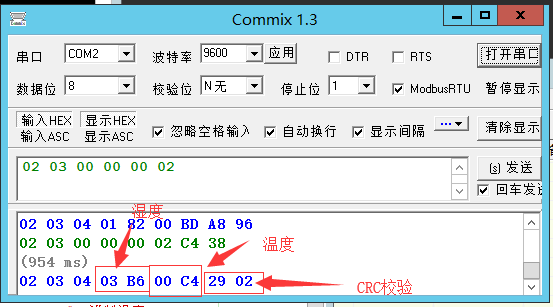 Commix 1.3
串口 COM2 波特率 9600 应用 DTR RTS 打开串口
数据位 8 校验位 N 无 停止位 1 ModbusRTU 暂停显示
输入HEX 显示HEX
输入ASC 显示ASC 忽略空格输入 自动换行 显示间隔 ... 清除显示
02 03 00 00 00 02
[s] 发送
回车发送
湿度
02 03 04 01 82 00 BD A8 96
02 03 00 00 00 02 C4 38
温度
(954 ms)
02 03 04 03 B6 00 C4 29 02
CRC校验